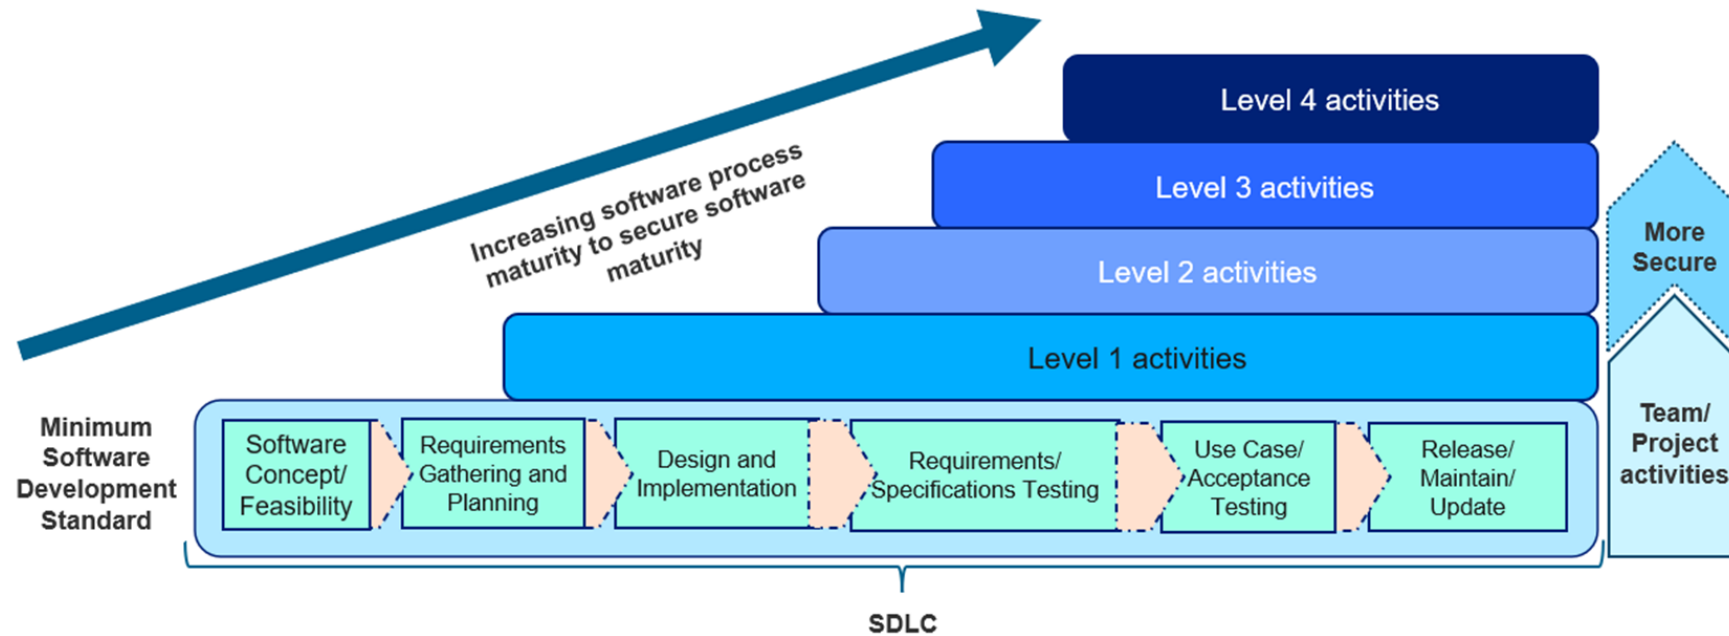 Level 4 activities
Level 3 activities
Level 2 activities
Level 1 activities
Increasing software process
maturity to secure software
maturity
More
Secure
Team/
Project
activities
Minimum
Software
Development
Standard
Software
Concept/
Feasibility
Requirements
Gathering and
Planning
Design and
Implementation
Requirements/
Specifications Testing
Use Case/
Acceptance
Testing
Release/
Maintain/
Update
SDLC